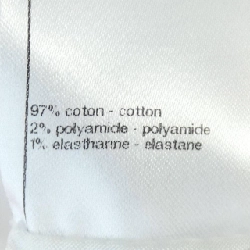 97% coton - cotton
2% polyamide - polyamide
1% elasthanne - elastane